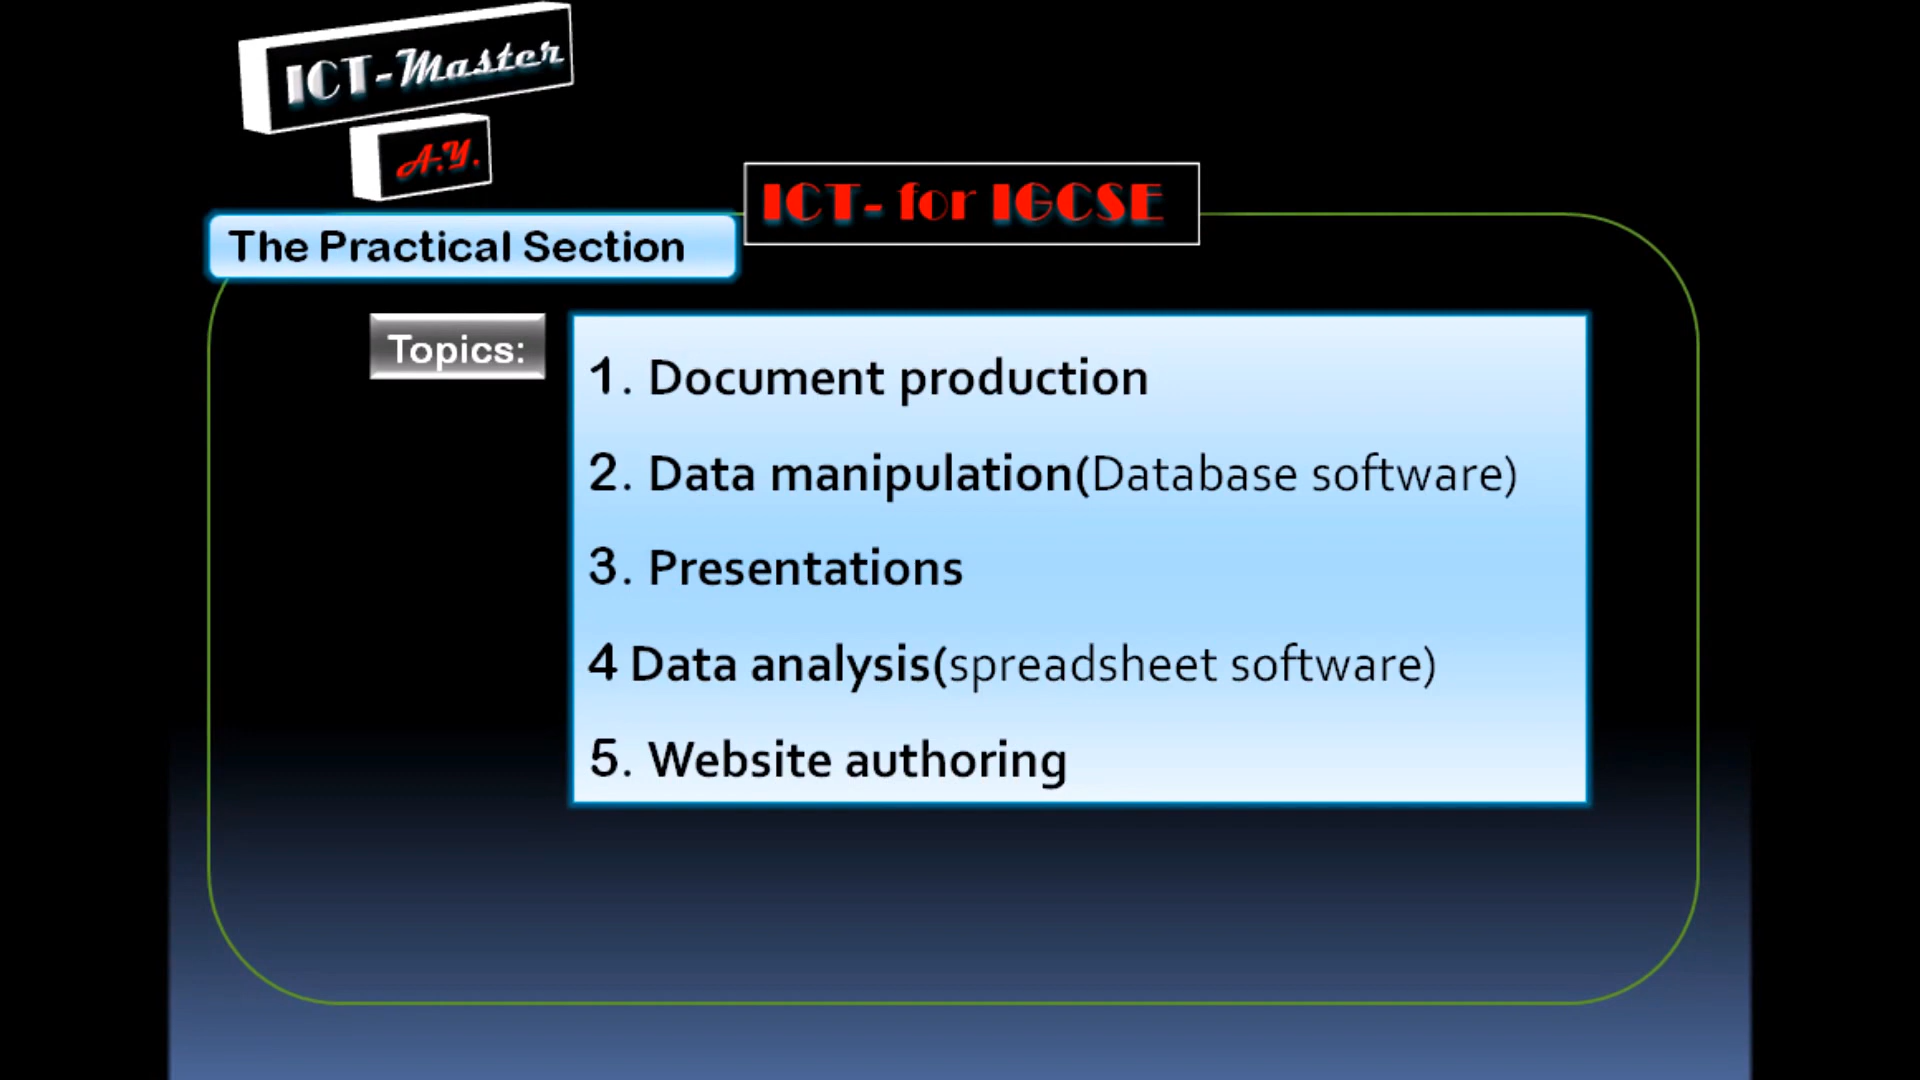 ICT-Master
A.Y.
ICT- for IGCSE
The Practical Section
Topics:
1. Document production
2. Data manipulation(Database software)
3. Presentations
4 Data analysis(spreadsheet software)
5. Website authoring